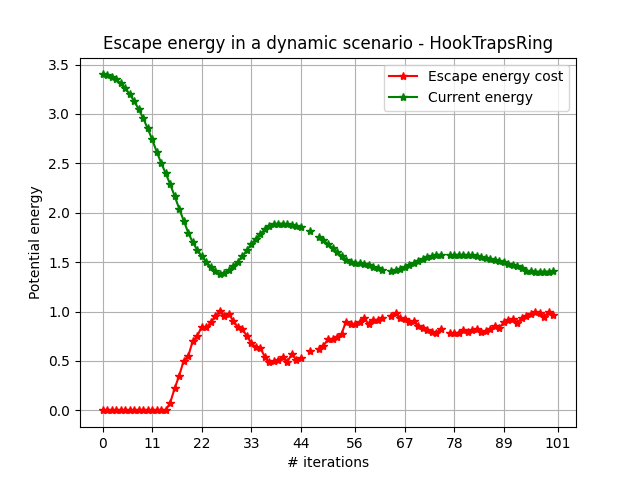 Escape energy in a dynamic scenario - HookTrapsRing
Escape energy cost
Current energy
Potential energy
3.5
3.0
2.5
2.0
1.5
1.0
0.5
0.0
0 11 22 33 44 56 67 78 89 101
# iterations